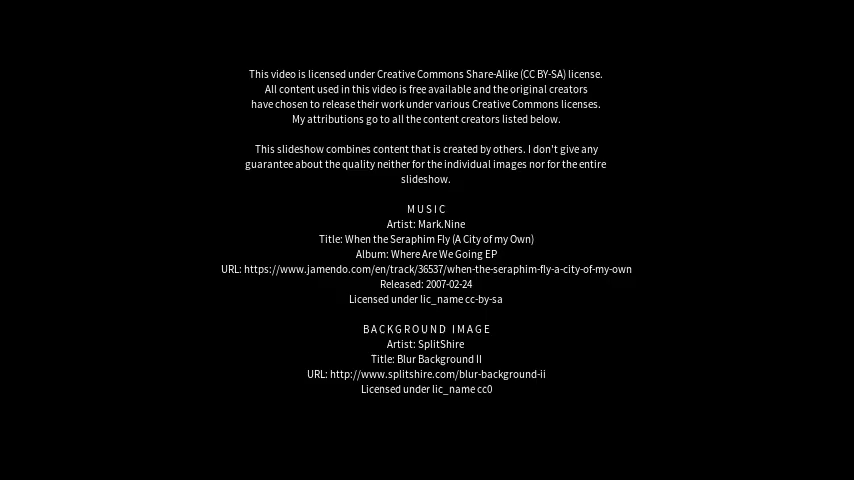 This video is licensed under Creative Commons Share-Alike (CC BY-SA) license.
All content used in this video is free available and the original creators
have chosen to release their work under various Creative Commons licenses.
My attributions go to all the content creators listed below.
This slideshow combines content that is created by others. I don't give any
guarantee about the quality neither for the individual images nor for the entire
slideshow.
MUSIC
Artist: Mark.Nine
Title: When the Seraphim Fly (A City of my Own)
Album: Where Are We Going EP
URL: https://www.jamendo.com/en/track/36537/when-the-seraphim-fly-a-city-of-my-own
Released: 2007-02-24
Licensed under lic_name cc-by-sa
BACKGROUND IMAGE
Artist: SplitShire
Title: Blur Background II
URL: http://www.splitshire.com/blur-background-ii
Licensed under lic_name cc0